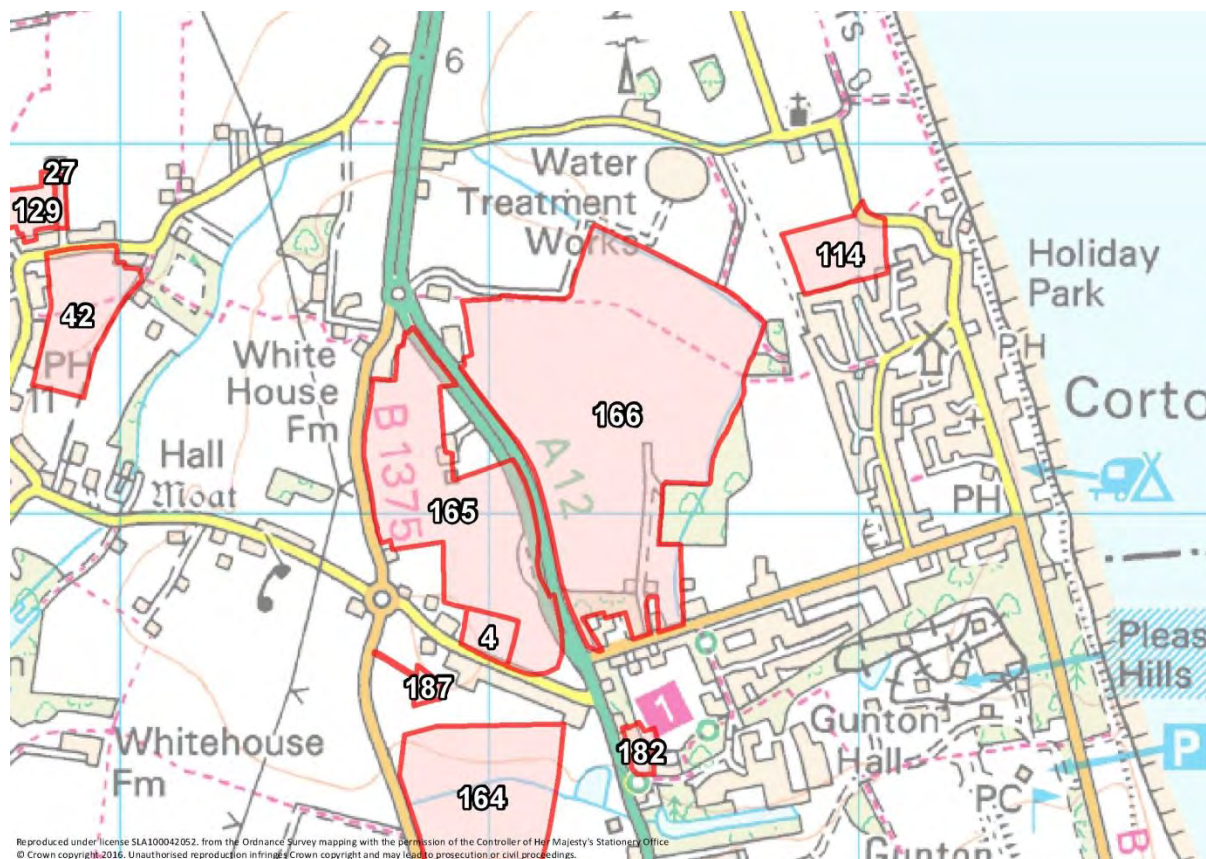 6
Water
Treatment
Works
27
129
114
Holiday
Park
42
PH
11
White
House
Fm
PH
166
Corto
Hall
Moat
B 1375
A 12
165
PH
4
187
Pleas
Hills
1
Gunton
Hall
182
Whitehouse
Fm
164
P
PC
B
Gunton
Reproduced under license SLA100042052. from the Ordnance Survey mapping with the permission of the Controller of Her Majesty's Stationery Office
© Crown copyright 2016. Unauthorised reproduction infringes Crown copyright and may lead to prosecution or civil proceedings.